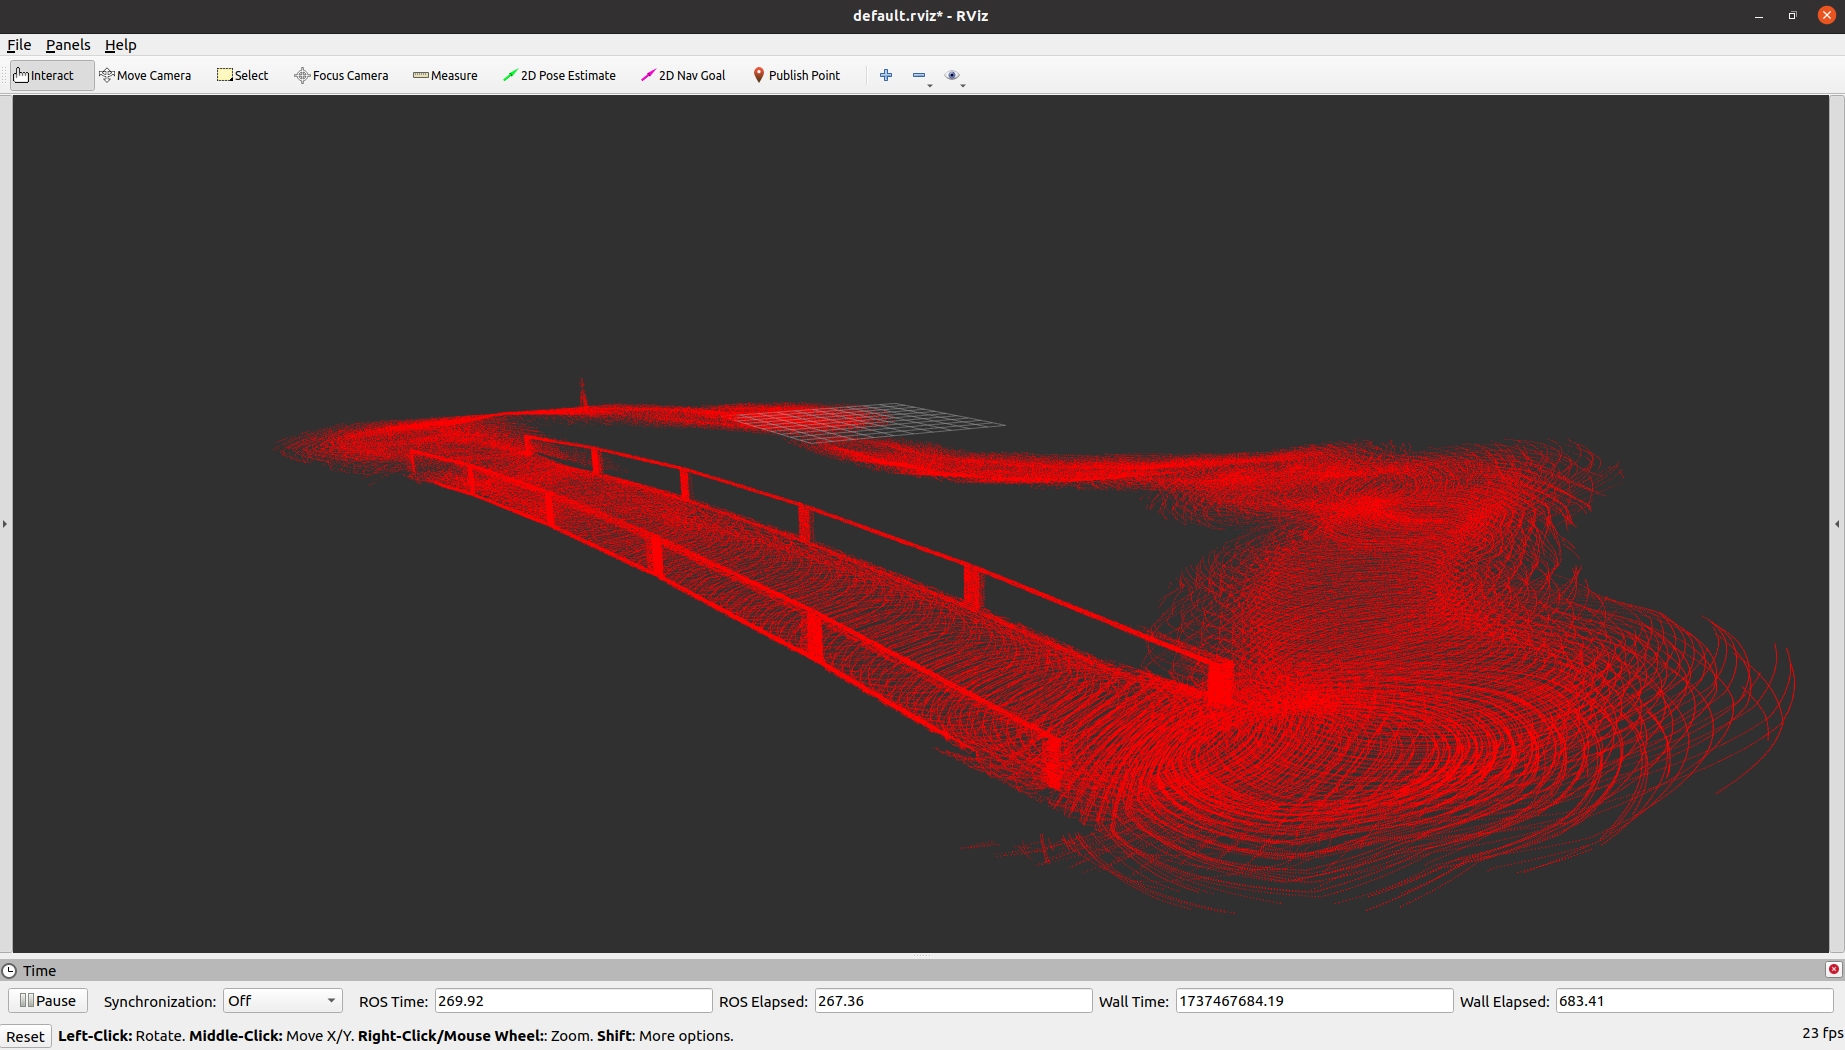 default.rviz* - RViz
File Panels Help
Interact Move Camera Select Focus Camera Measure 2D Pose Estimate 2D Nav Goal Publish Point
Time
Pause Synchronization: Off ROS Time: 269.92 ROS Elapsed: 267.36 Wall Time: 1737467684.19 Wall Elapsed: 683.41
Reset Left-Click: Rotate. Middle-Click: Move X/Y. Right-Click/Mouse Wheel:: Zoom. Shift: More options. 23 fps